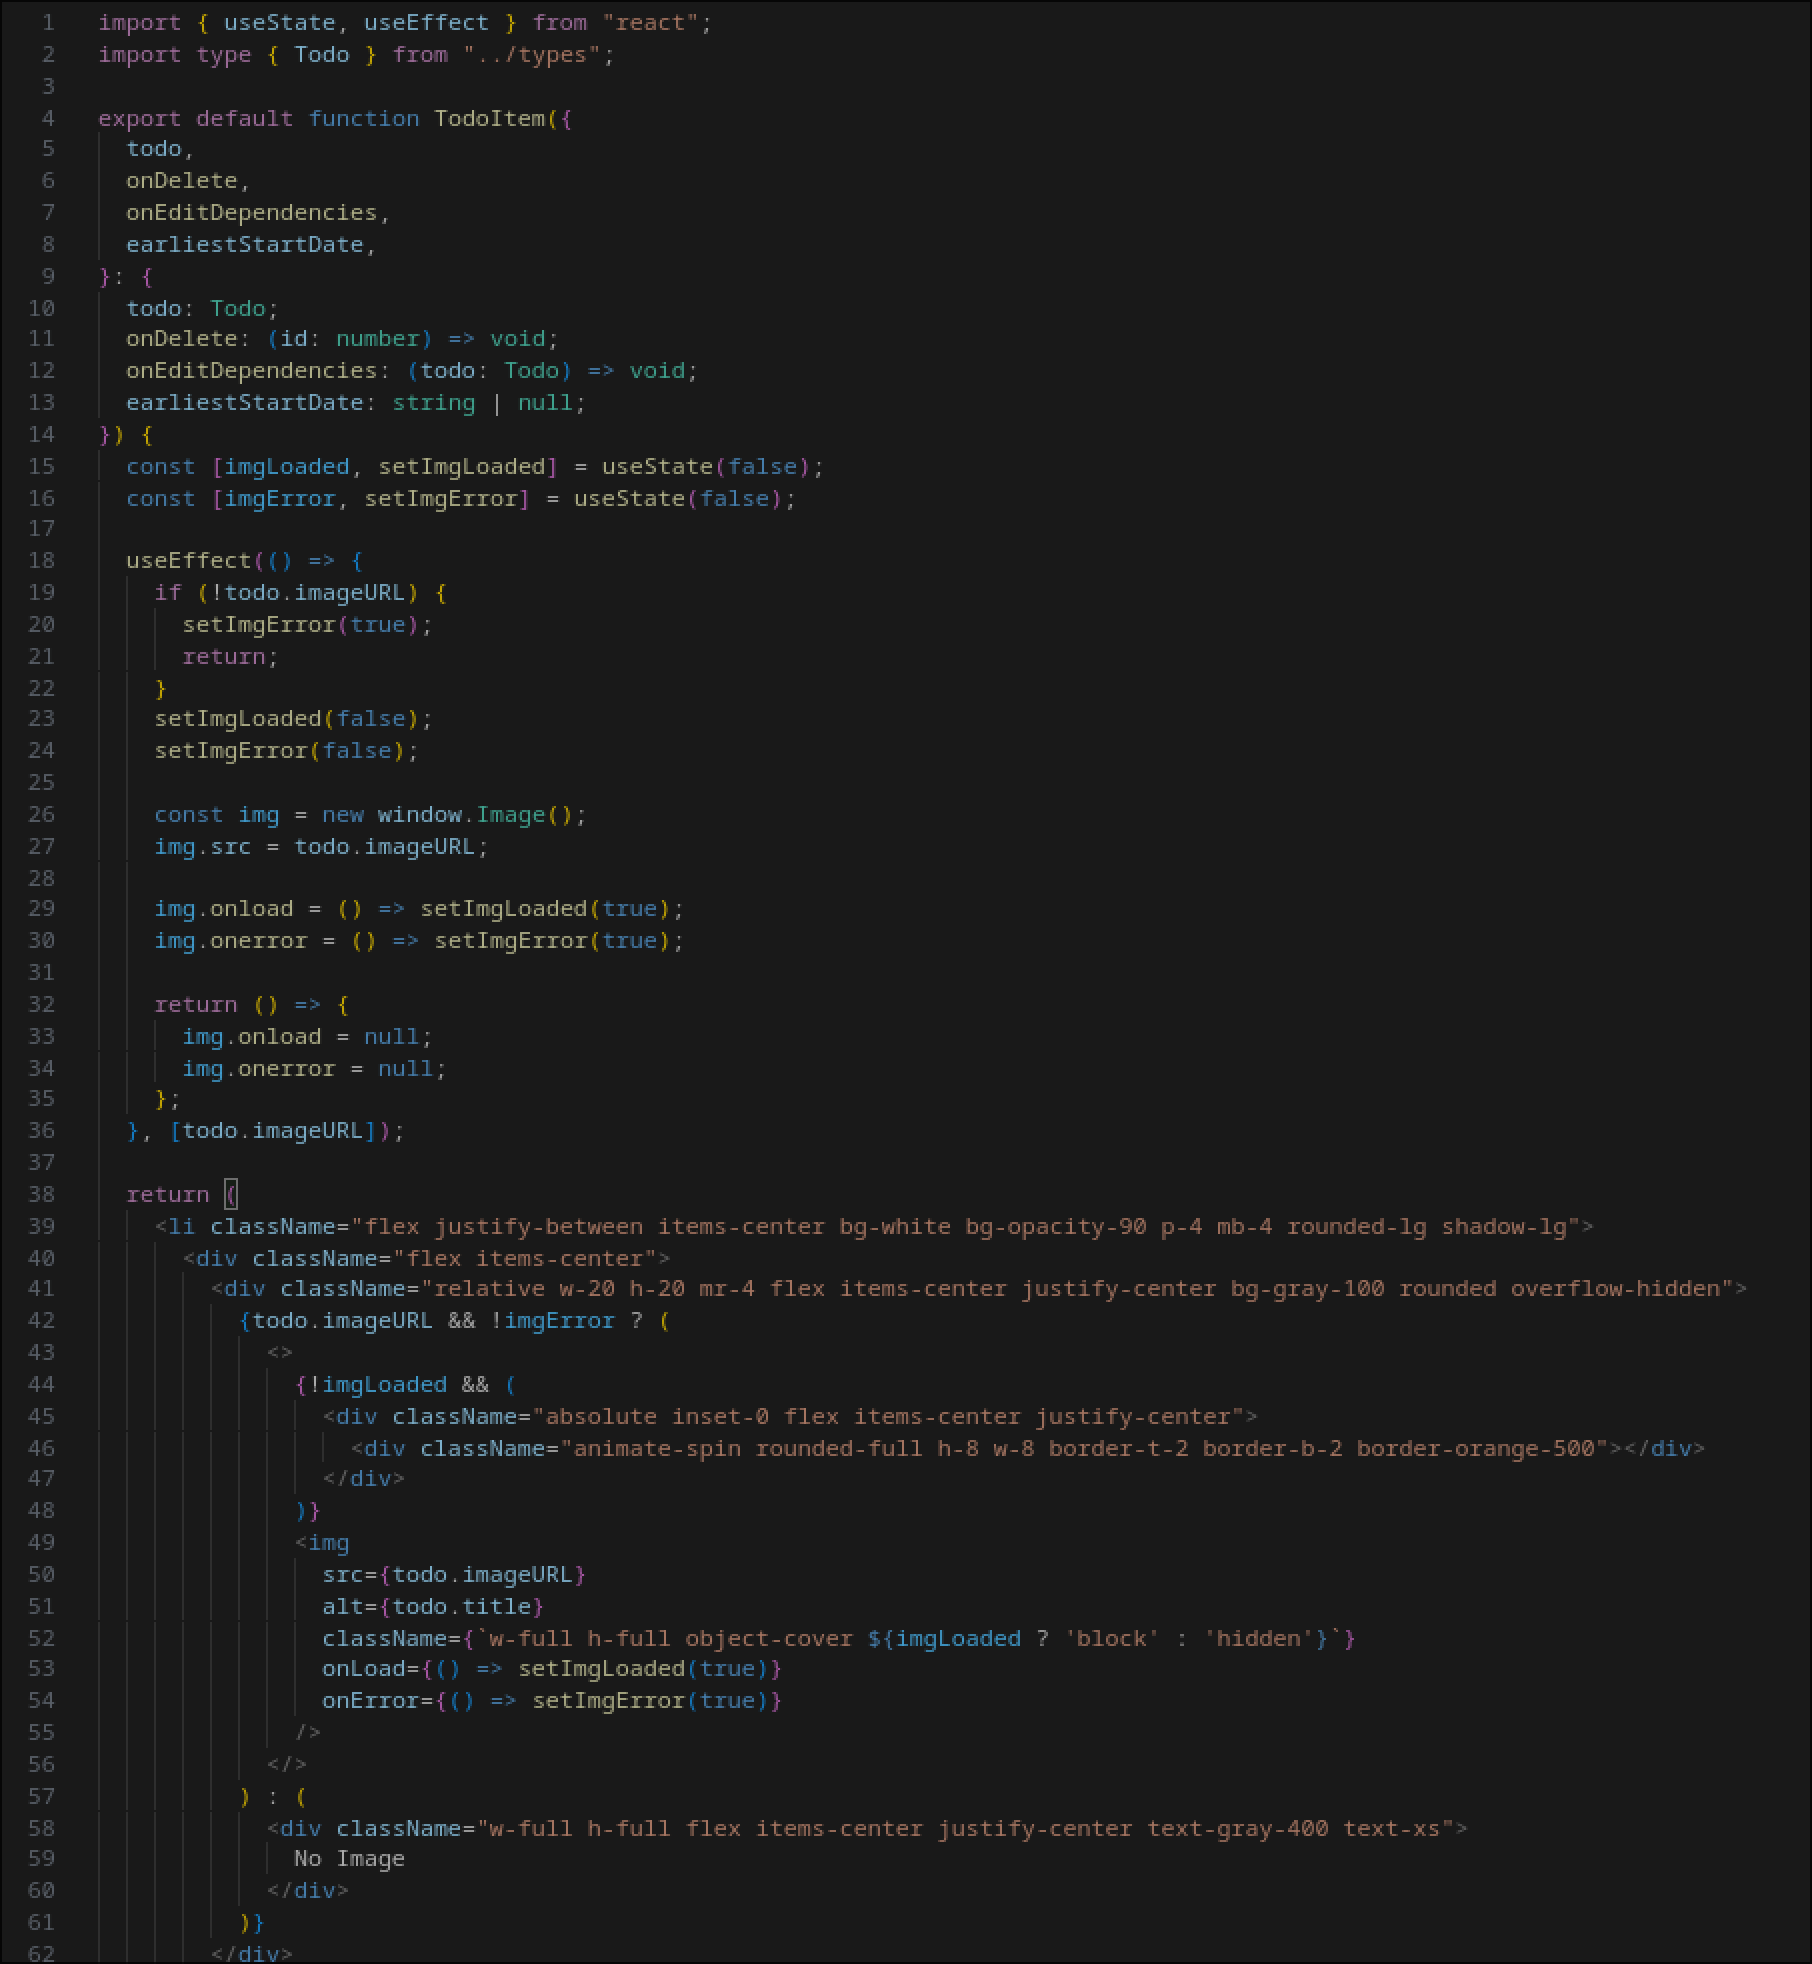 1 import { useState, useEffect } from "react";
2 import type { Todo } from "../types";
3
4 export default function TodoItem({
5   todo,
6   onDelete,
7   onEditDependencies,
8   earliestStartDate,
9 }: {
10   todo: Todo;
11   onDelete: (id: number) => void;
12   onEditDependencies: (todo: Todo) => void;
13   earliestStartDate: string | null;
14 }) {
15   const [imgLoaded, setImgLoaded] = useState(false);
16   const [imgError, setImgError] = useState(false);
17
18   useEffect(() => {
19     if (!todo.imageURL) {
20       setImgError(true);
21       return;
22     }
23     setImgLoaded(false);
24     setImgError(false);
25
26     const img = new window.Image();
27     img.src = todo.imageURL;
28
29     img.onload = () => setImgLoaded(true);
30     img.onerror = () => setImgError(true);
31
32     return () => {
33       img.onload = null;
34       img.onerror = null;
35     };
36   }, [todo.imageURL]);
37
38   return (
39     <li className="flex justify-between items-center bg-white bg-opacity-90 p-4 mb-4 rounded-lg shadow-lg">
40       <div className="flex items-center">
41         <div className="relative w-20 h-20 mr-4 flex items-center justify-center bg-gray-100 rounded overflow-hidden">
42           {todo.imageURL && !imgError ? (
43             <>
44               {!imgLoaded && (
45                 <div className="absolute inset-0 flex items-center justify-center">
46                   <div className="animate-spin rounded-full h-8 w-8 border-t-2 border-b-2 border-orange-500"></div>
47                 </div>
48               )}
49               <img
50                 src={todo.imageURL}
51                 alt={todo.title}
52                 className={`w-full h-full object-cover ${imgLoaded ? 'block' : 'hidden'}`}
53                 onLoad={() => setImgLoaded(true)}
54                 onError={() => setImgError(true)}
55               />
56             </>
57           ) : (
58             <div className="w-full h-full flex items-center justify-center text-gray-400 text-xs">
59               No Image
60             </div>
61           )}
62         </div>